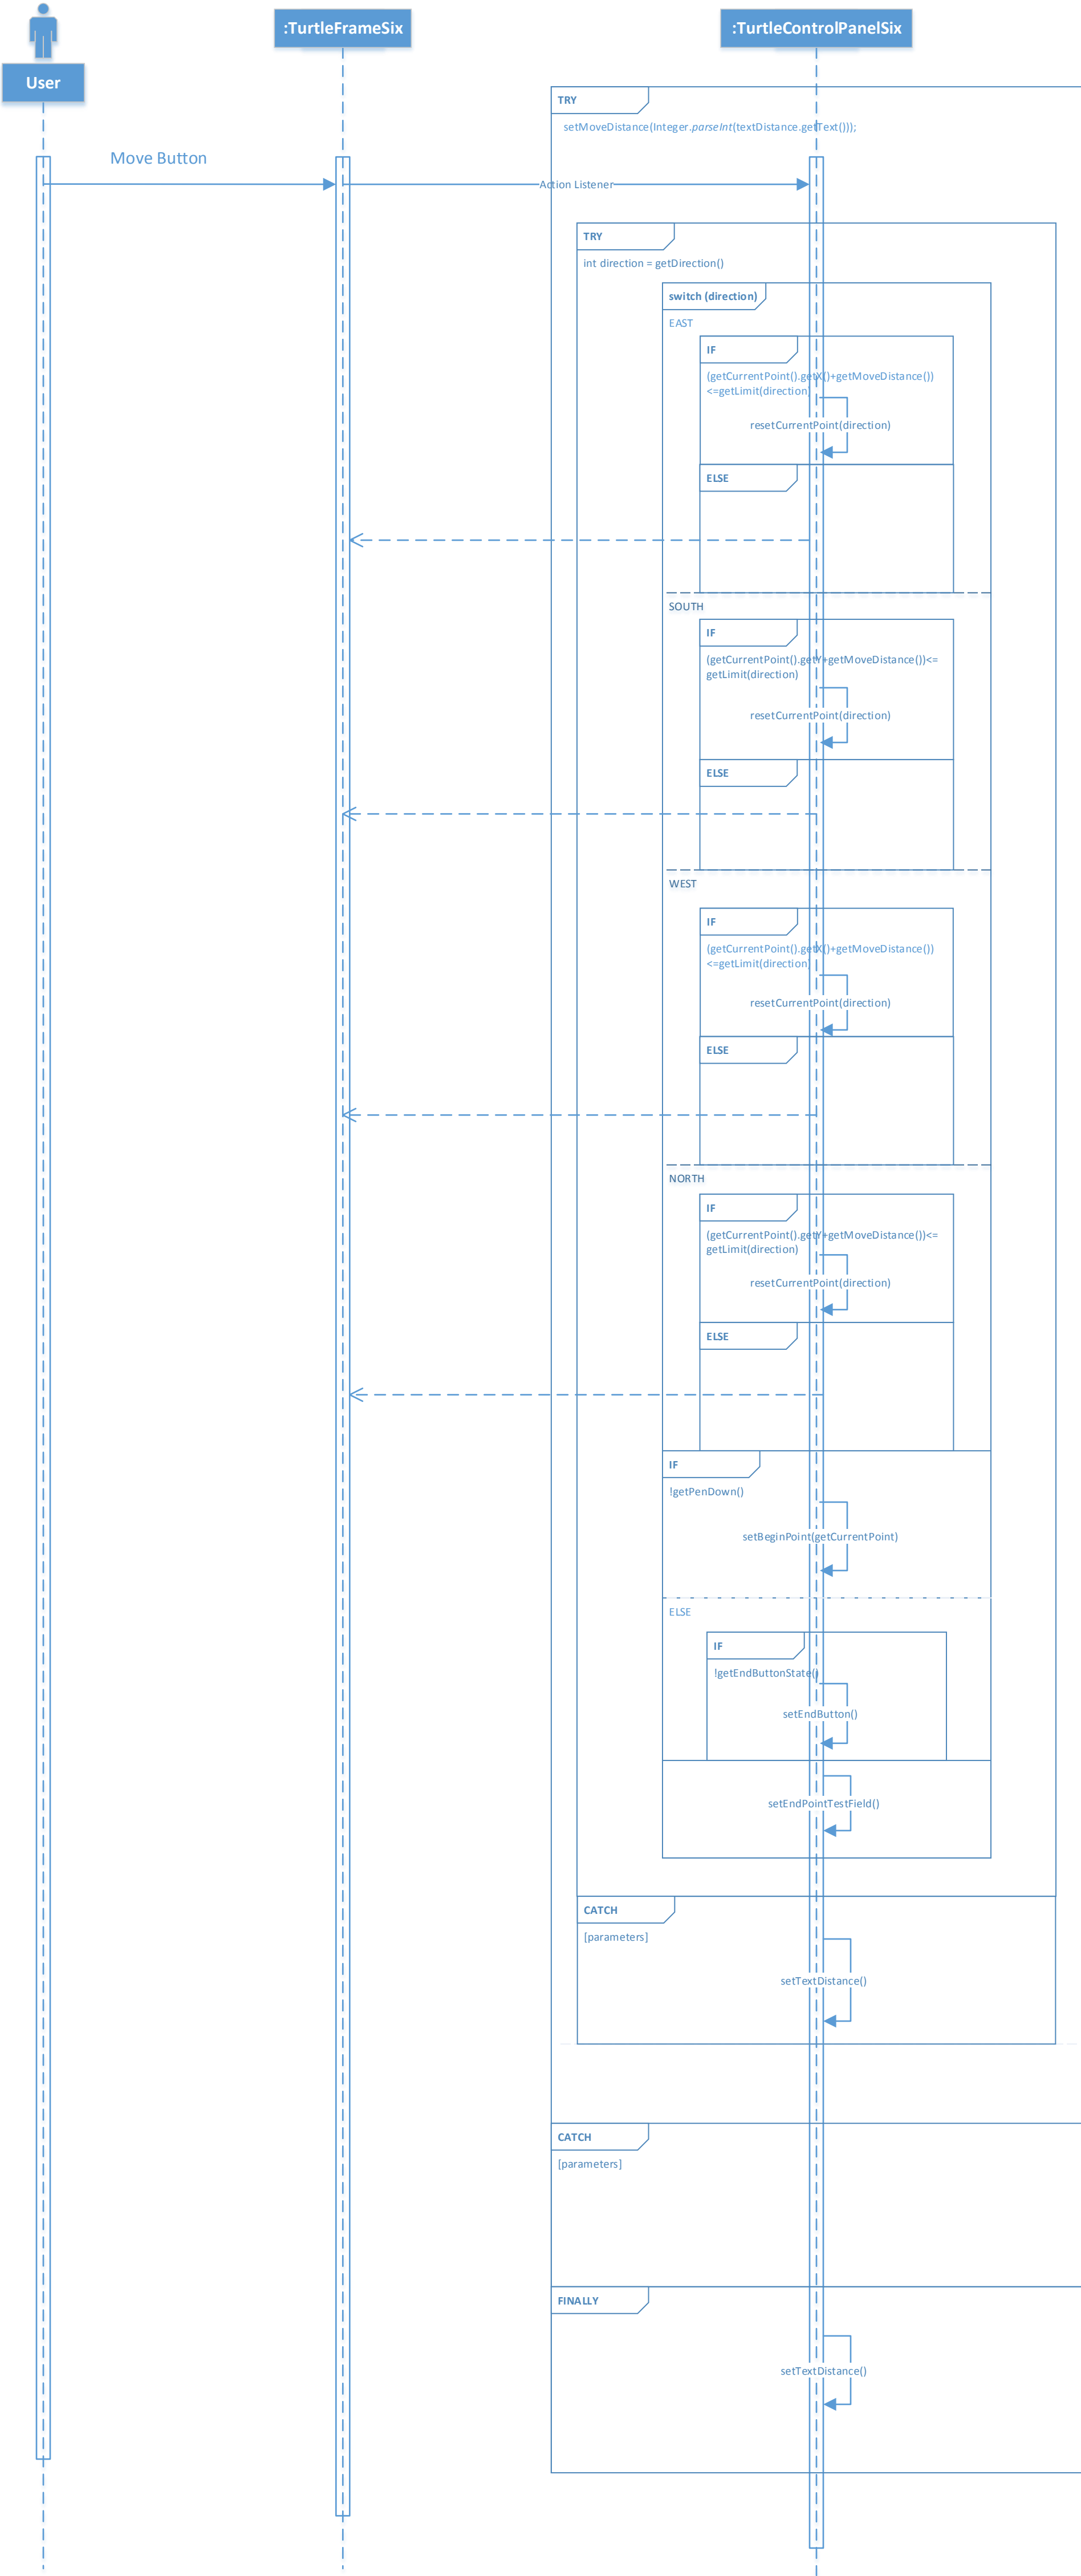 User
:TurtleFrameSix
:TurtleControlPanelSix
TRY
setMoveDistance(Integer.parseInt(textDistance.getText()));
Move Button
Action Listener
TRY
int direction = getDirection()
switch (direction)
EAST
IF
(getCurrentPoint().getX()+getMoveDistance())
<=getLimit(direction)
resetCurrentPoint(direction)
ELSE
SOUTH
IF
(getCurrentPoint().getY+getMoveDistance())<=
getLimit(direction)
resetCurrentPoint(direction)
ELSE
WEST
IF
(getCurrentPoint().getX()+getMoveDistance())
<=getLimit(direction)
resetCurrentPoint(direction)
ELSE
NORTH
IF
(getCurrentPoint().getY+getMoveDistance())<=
getLimit(direction)
resetCurrentPoint(direction)
ELSE
IF
!getPenDown()
setBeginPoint(getCurrentPoint)
ELSE
IF
!getEndButtonState()
setEndButton()
setEndPointTestField()
CATCH
[parameters]
setTextDistance()
CATCH
[parameters]
FINALLY
setTextDistance()